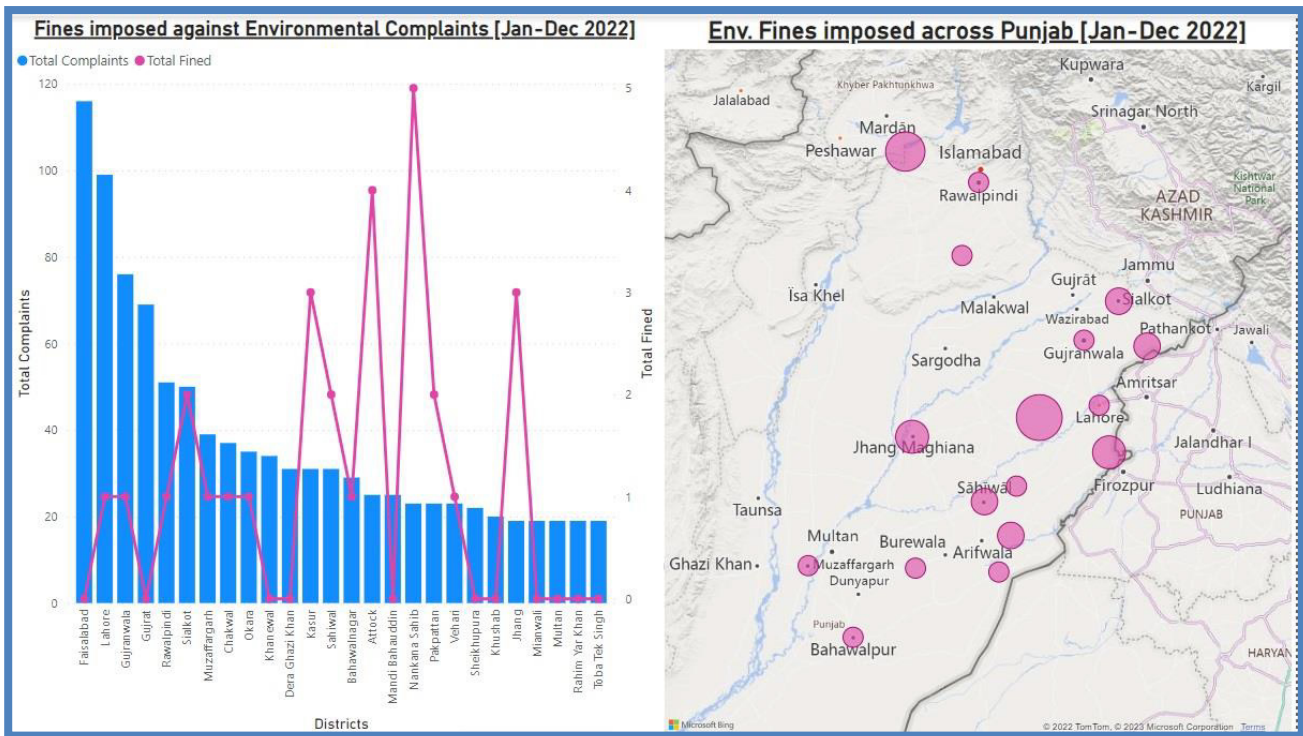 Fines imposed against Environmental Complaints [Jan-Dec 2022]
Total Complaints Total Fined
120
100
80
60
40
20
0
Total Complaints
5
4
3
2
1
0
Total Fined
Faisalabad
Lahore
Gujranwala
Gujrat
Rawalpindi
Sialkot
Muzaffargarh
Chakwal
Okara
Khanewal
Dera Ghazi Khan
Kasur
Sahiwal
Bahawalnagar
Attock
Mandi Bahauddin
Nankana Sahib
Pakpattan
Vehari
Sheikhupura
Khushab
Jhang
Mianwali
Multan
Rahim Yar Khan
Toba Tek Singh
Districts
Env. Fines imposed across Punjab [Jan-Dec 2022]
Kupwara
Khyber Pakhtonkhwa
Kargil
Jalalabad
Srinagar North
Mardān
Peshawar
Islamabad
Kishtwar
National
Park
Rawalpindi
AZAD
KASHMIR
Jammu
Gujrāt
Ïsa Khel
Malakwal
Sialkot
Wazirabad
Pathankot
Jawali
Gujranwala
Sargodha
Amritsar
Lahore
Jhang Maghiana
Jalandhar I
Firozpur
Ludhiana
Sāhīwāl
Taunsa
PUNJAB
Multan
Burewala
Arifwala
Ghazi Khan
Muzaffargarh
Dunyapur
Punjab
Bahawalpur
HARYAN
Microsoft Bing
© 2022 TomTom, © 2023 Microsoft Corporation Terms